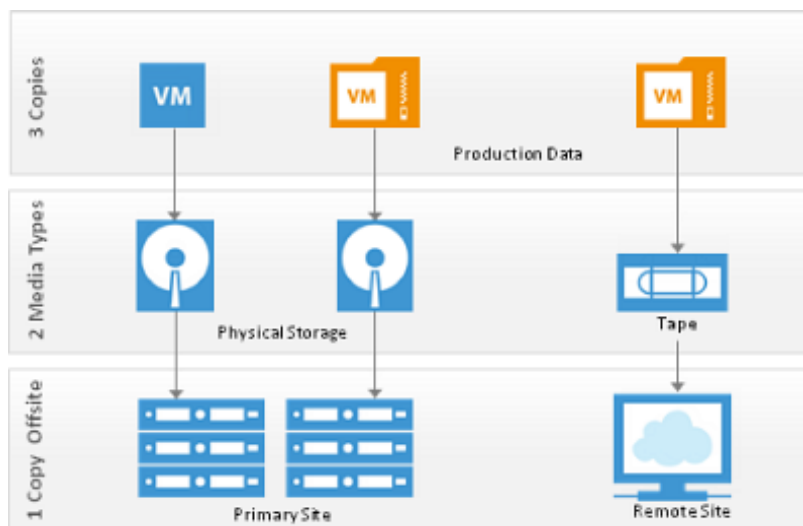 3 Copies
VM
VM
VM
Production Data
2 Media Types
Physical Storage
Tape
1 Copy Offsite
Primary Site
Remote Site